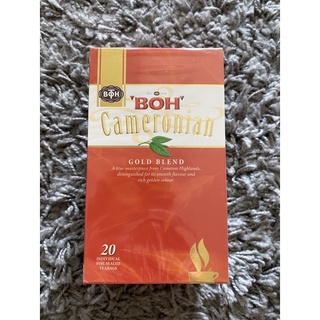 BOH
BOH
Cameronian
GOLD BLEND
A true masterpiece from Cameron Highlands,
distinguished for its smooth flavour and
rich golden colour.
20
INDIVIDUAL
FOIL SEALED
TEABAGS